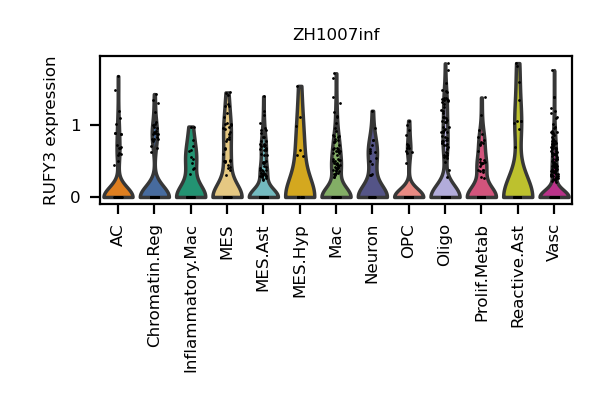 ZH1007inf
RUFY3 expression
1
0
AC
Chromatin.Reg
Inflammatory.Mac
MES
MES.Ast
MES.Hyp
Mac
Neuron
OPC
Oligo
Prolif.Metab
Reactive.Ast
Vasc